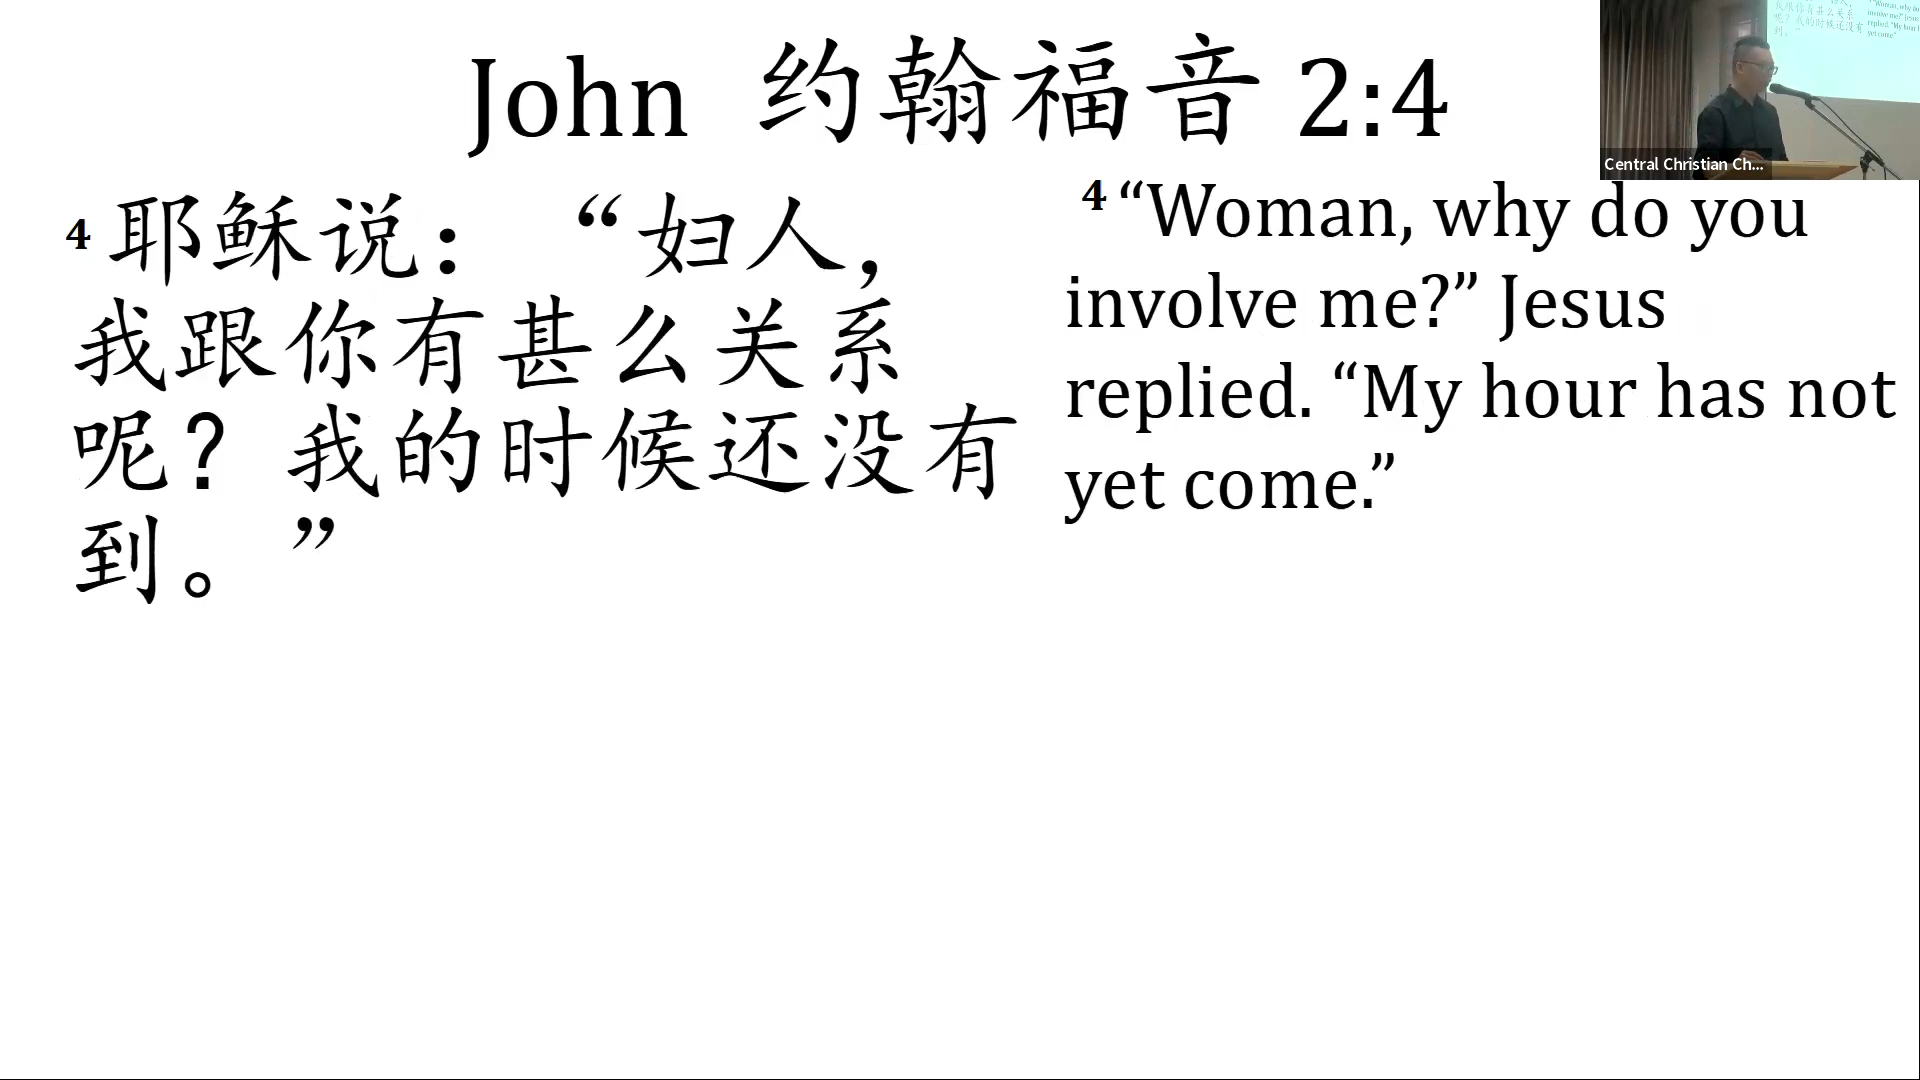 John 约翰福音 2:4
4 耶稣说：“妇人，
我跟你有甚么关系
呢？我的时候还没有
到。”
4 “Woman, why do you
involve me?” Jesus
replied. “My hour has not
yet come.”
Central Christian Ch...